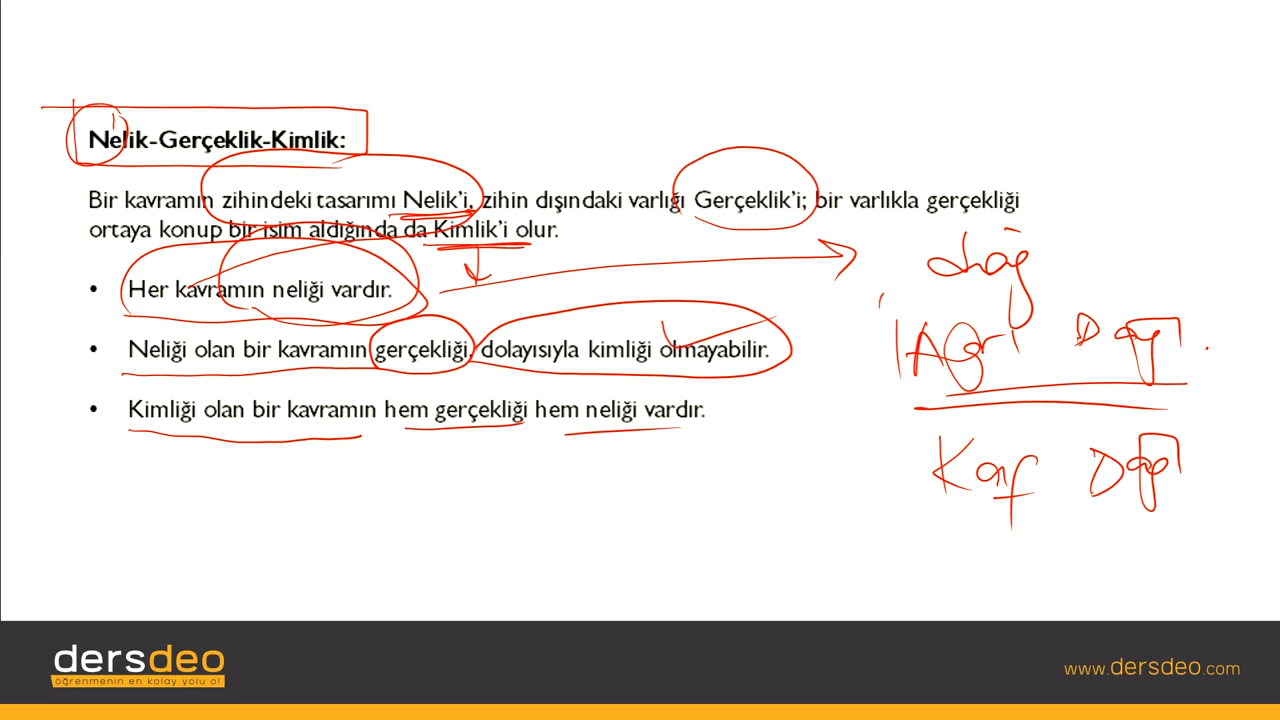 Nelik-Gerçeklik-Kimlik:
Bir kavramın zihindeki tasarımı Nelik'i, zihin dışındaki varlığı Gerçeklik'i; bir varlıkla gerçekliği
ortaya konup bir isim aldığında da Kimlik'i olur.
• Her kavramın neliği vardır.
• Neliği olan bir kavramın gerçekliği, dolayısıyla kimliği olmayabilir.
• Kimliği olan bir kavramın hem gerçekliği hem neliği vardır.
dağ
Ağrı Dağı
Kaf Dağı
dersdeo
öğrenmenin en kolay yolu o!
www.dersdeo.com